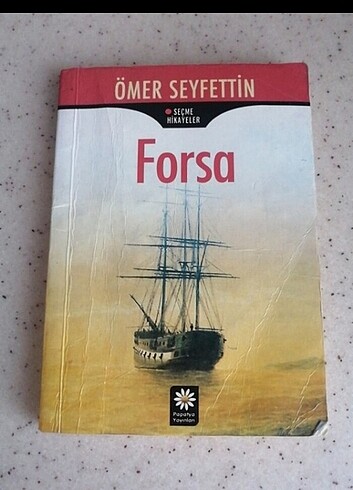 ÖMER SEYFETTİN
SEÇME
HİKAYELER
Forsa
Papatya
Yayınları